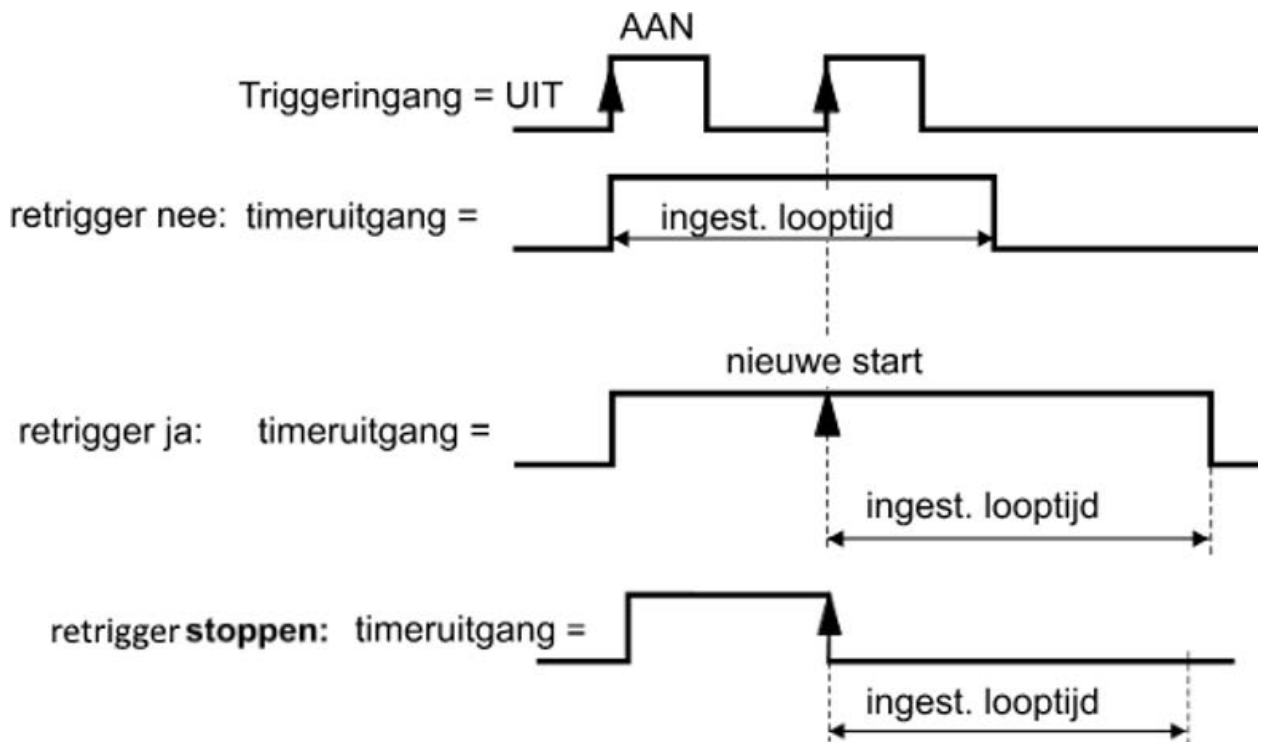 AAN
Triggeringang = UIT
retrigger nee: timeruitgang =
ingest. looptijd
nieuwe start
retrigger ja: timeruitgang =
ingest. looptijd
retrigger stoppen: timeruitgang =
ingest. looptijd